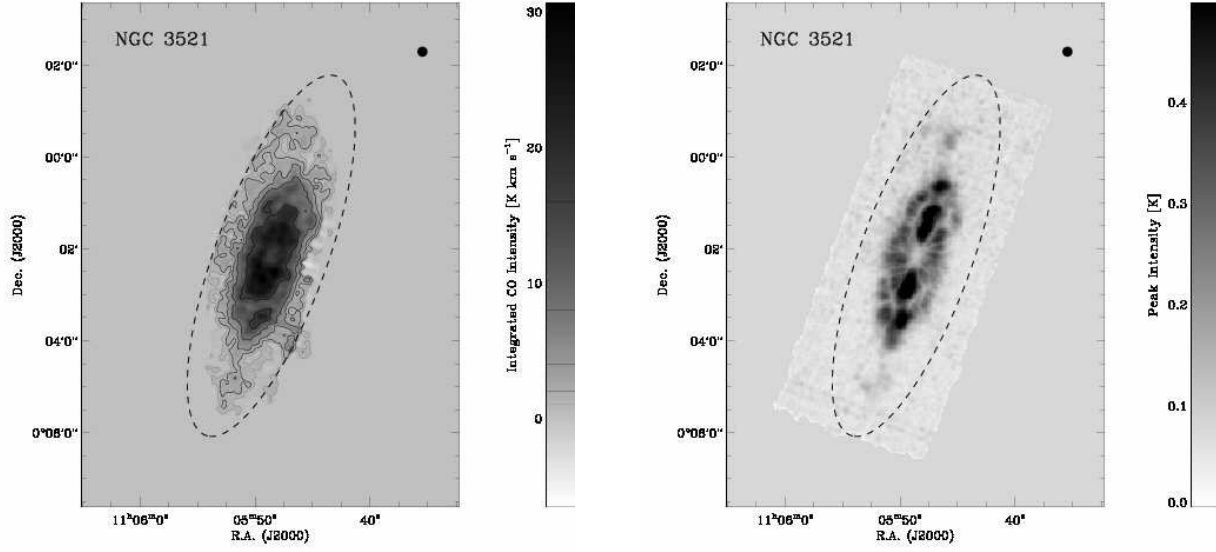 NGC 3521
02'0"
00'0"
02'
04'0"
0°06'0"
Dec. (J2000)
11ʰ06ᵐ0ˢ
05ᵐ50ˢ
40ˢ
R.A. (J2000)
30
20
10
0
Integrated CO Intensity [K km s⁻¹]
NGC 3521
02'0"
00'0"
02'
04'0"
0°06'0"
Dec. (J2000)
11ʰ06ᵐ0ˢ
05ᵐ50ˢ
40ˢ
R.A. (J2000)
0.4
0.3
0.2
0.1
0.0
Peak Intensity [K]